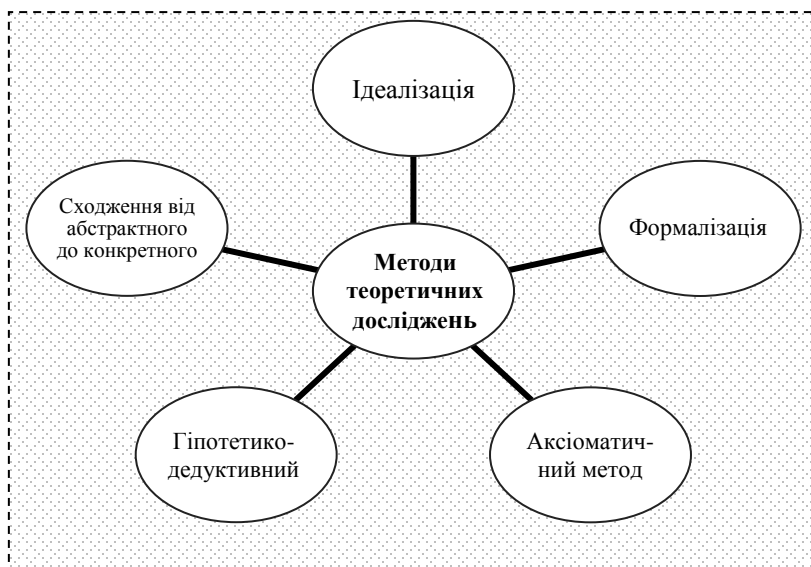 Ідеалізація
Сходження від
абстрактного
до конкретного
Формалізація
Методи
теоретичних
досліджень
Гіпотетико-
дедуктивний
Аксіоматич-
ний метод